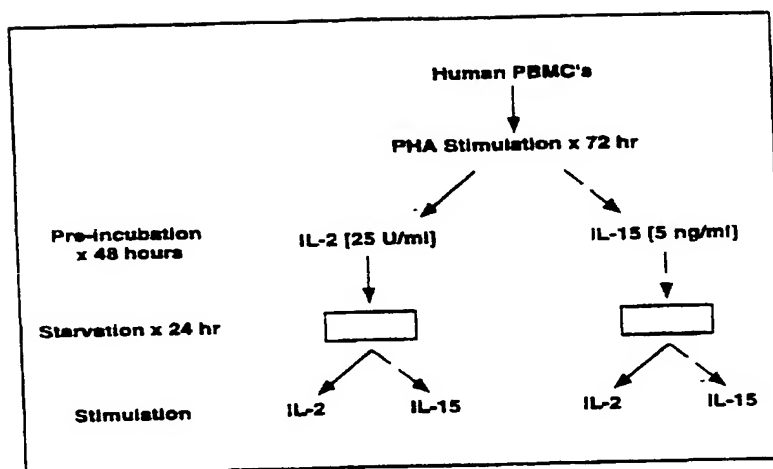 Human PBMC's
PHA Stimulation x 72 hr
Pre-incubation
x 48 hours
IL-2 [25 U/ml]
IL-15 [5 ng/ml]
Starvation x 24 hr
Stimulation
IL-2
IL-15
IL-2
IL-15